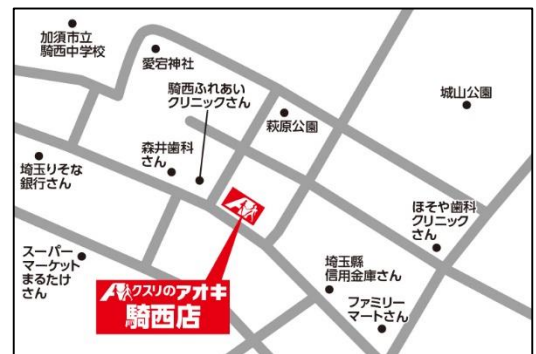 加須市立
騎西中学校
愛宕神社
騎西ふれあい
クリニックさん
城山公園
萩原公園
森井歯科
さん
埼玉りそな
銀行さん
ほそや歯科
クリニック
さん
スーパー
マーケット
まるたけ
さん
埼玉縣
信用金庫さん
ファミリー
マートさん
クスリのアオキ
騎西店